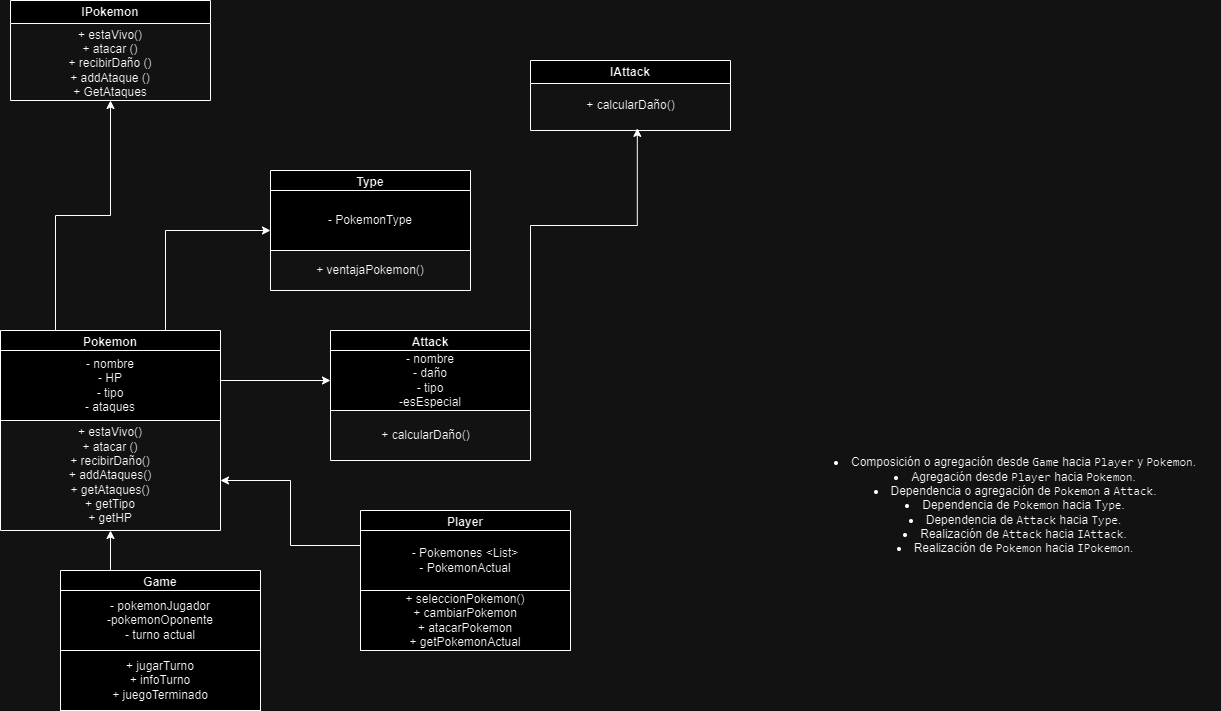 IPokemon
+ estaVivo()
+ atacar ()
+ recibirDaño ()
+ addAtaque ()
+ GetAtaques
IAttack
+ calcularDaño()
Type
- PokemonType
+ ventajaPokemon()
Pokemon
- nombre
- HP
- tipo
- ataques
+ estaVivo()
+ atacar ()
+ recibirDaño()
+ addAtaques()
+ getAtaques()
+ getTipo
+ getHP
Attack
- nombre
- daño
- tipo
-esEspecial
+ calcularDaño()
Player
- Pokemones <List>
- PokemonActual
+ seleccionPokemon()
+ cambiarPokemon
+ atacarPokemon
+ getPokemonActual
Game
- pokemonJugador
-pokemonOponente
- turno actual
+ jugarTurno
+ infoTurno
+ juegoTerminado
• Composición o agregación desde Game hacia Player y Pokemon.
• Agregación desde Player hacia Pokemon.
• Dependencia o agregación de Pokemon a Attack.
• Dependencia de Pokemon hacia Type.
• Dependencia de Attack hacia Type.
• Realización de Attack hacia IAttack.
• Realización de Pokemon hacia IPokemon.